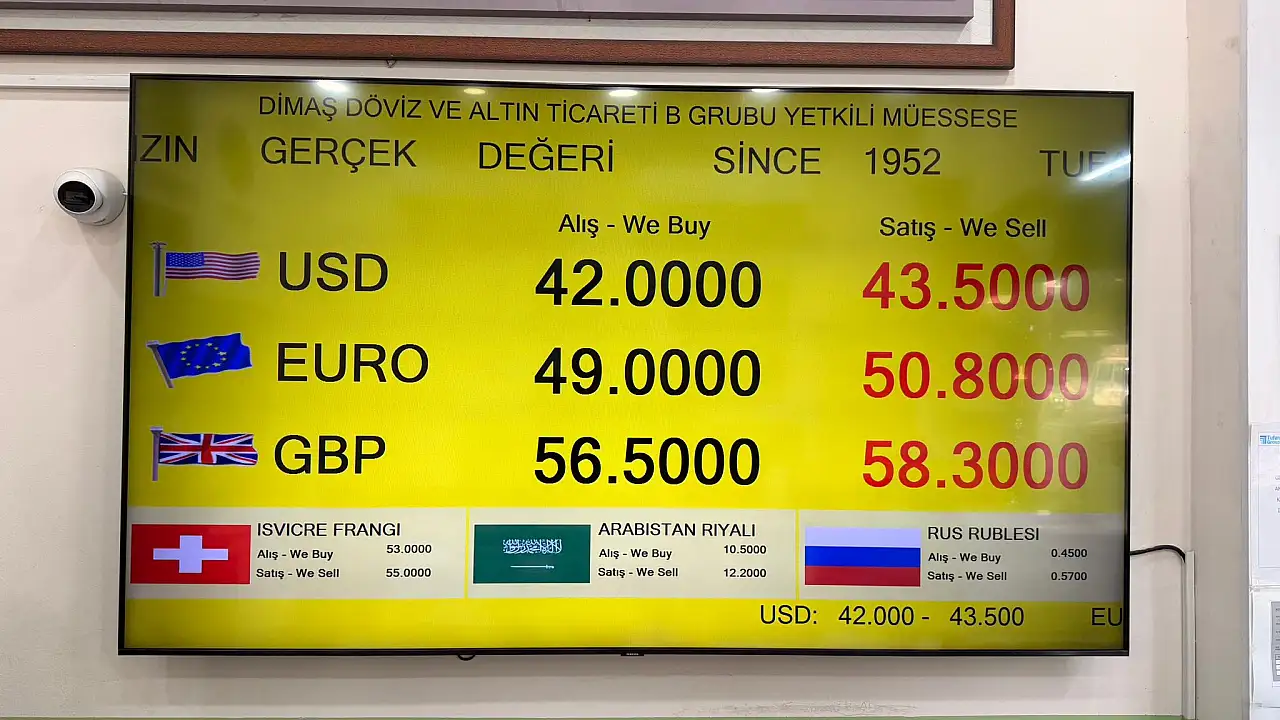 DİMAŞ DÖVİZ VE ALTIN TİCARETİ B GRUBU YETKİLİ MÜESSESE
IZIN GERÇEK DEĞERİ SİNCE 1952
Alış - We Buy Satış - We Sell
USD 42.0000 43.5000
EURO 49.0000 50.8000
GBP 56.5000 58.3000
ISVICRE FRANGI
Alış - We Buy 53.0000
Satış - We Sell 55.0000
ARABISTAN RIYALI
Alış - We Buy 10.5000
Satış - We Sell 12.2000
RUS RUBLESI
Alış - We Buy 0.4500
Satış - We Sell 0.5700
USD: 42.000 - 43.500 EU